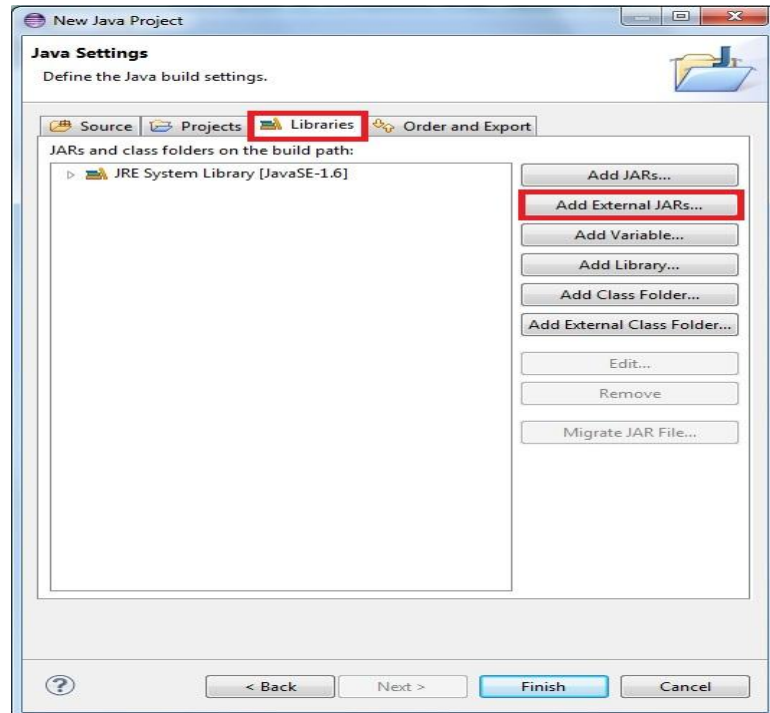 New Java Project
Java Settings
Define the Java build settings.
Source Projects Libraries Order and Export
JARs and class folders on the build path:
JRE System Library [JavaSE-1.6]
Add JARs...
Add External JARs...
Add Variable...
Add Library...
Add Class Folder...
Add External Class Folder...
Edit...
Remove
Migrate JAR File...
? < Back Next > Finish Cancel